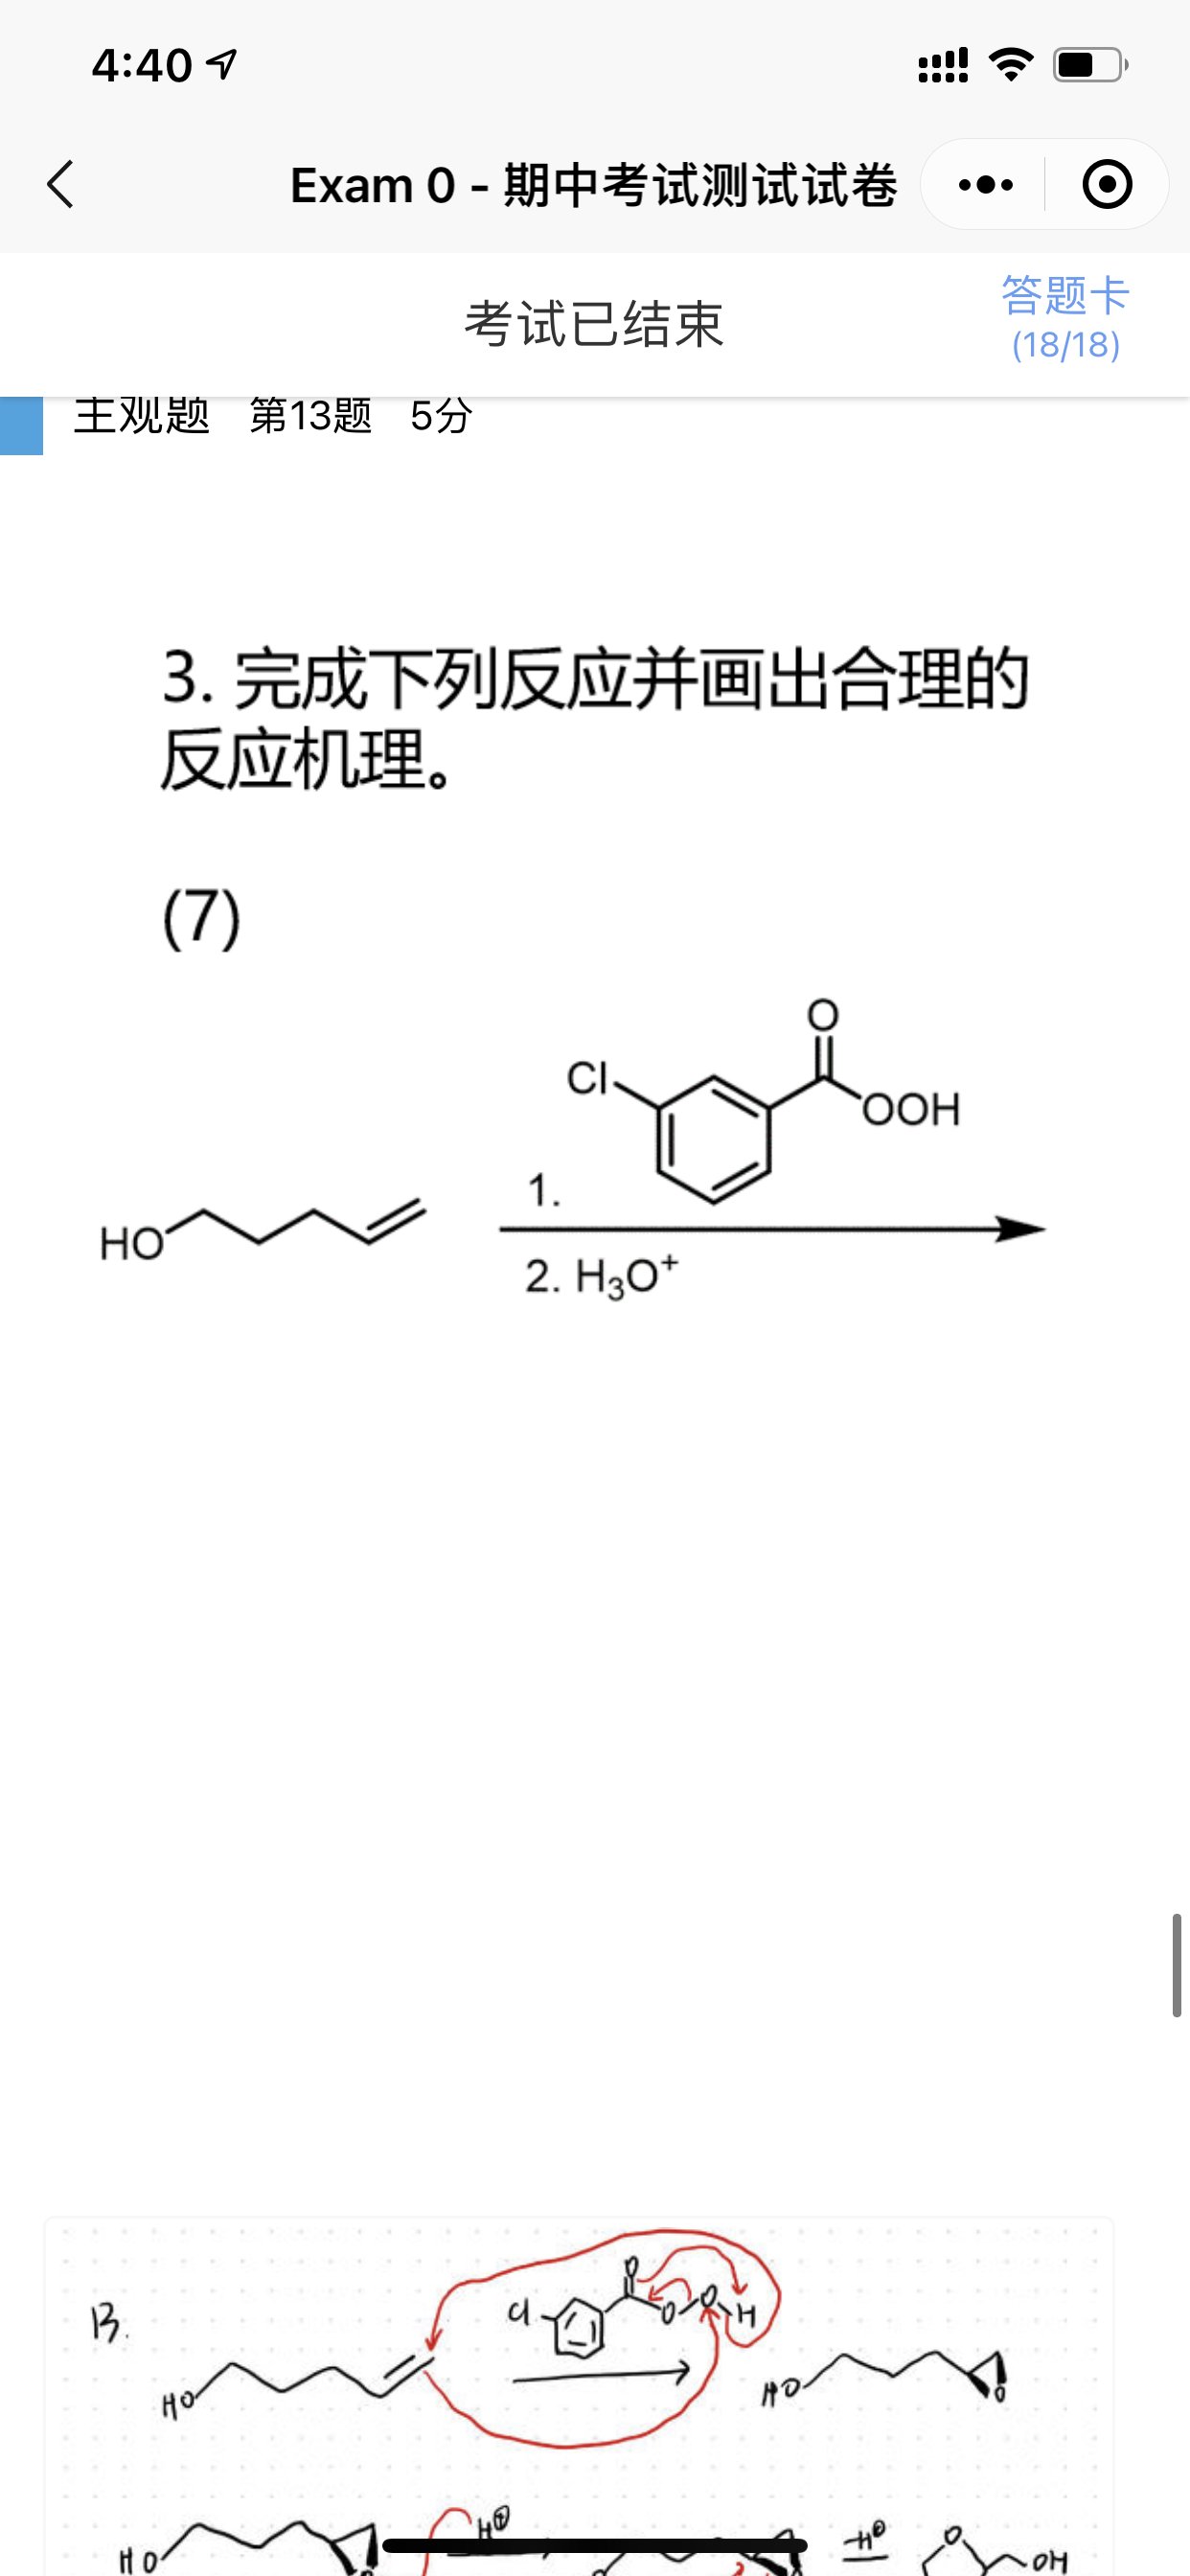 4:40
Exam 0 - 期中考试测试试卷
考试已结束
答题卡
(18/18)
主观题 第13题 5分
3. 完成下列反应并画出合理的
反应机理。
(7)
O
Cl
OOH
1.
HO
2. H₃O⁺
13.
O
Cl
O
O
H
HO
HO
O
HO
H⊕
-H⊕
O
OH